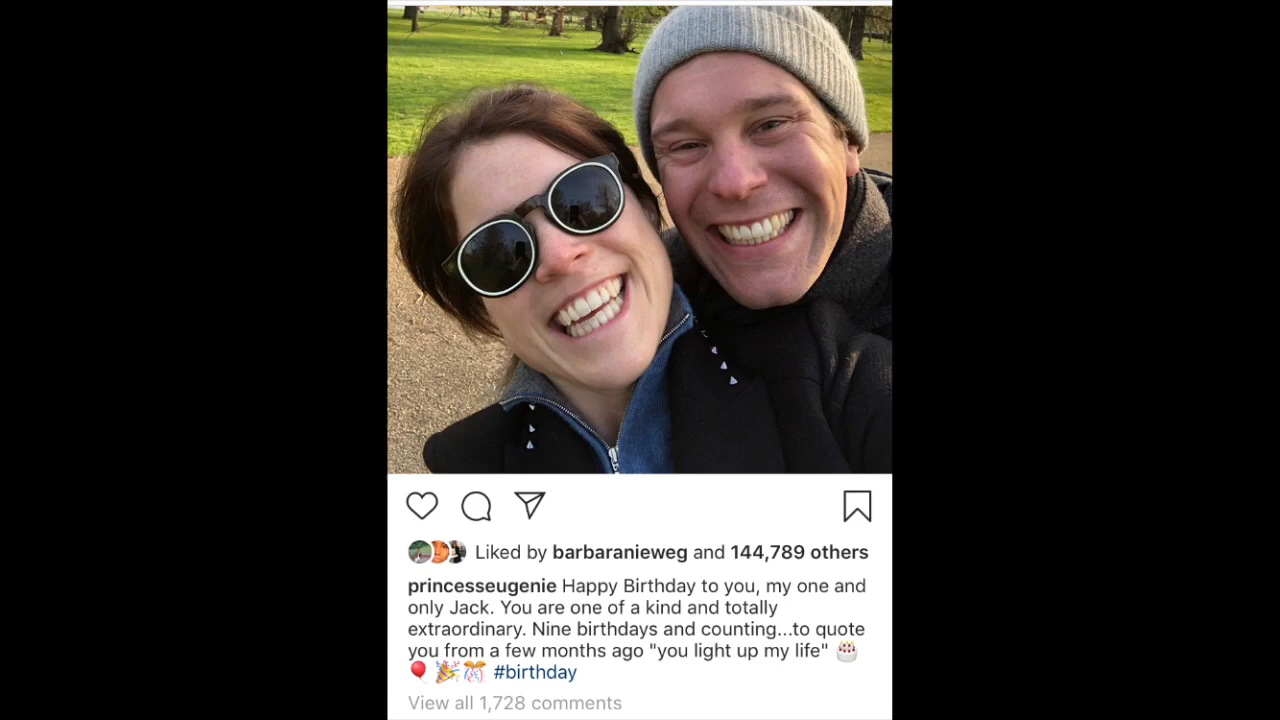 Liked by barbaranieweg and 144,789 others
princesseugenie Happy Birthday to you, my one and
only Jack. You are one of a kind and totally
extraordinary. Nine birthdays and counting...to quote
you from a few months ago "you light up my life" 🎂
🎈 🎉 🎊 #birthday
View all 1,728 comments